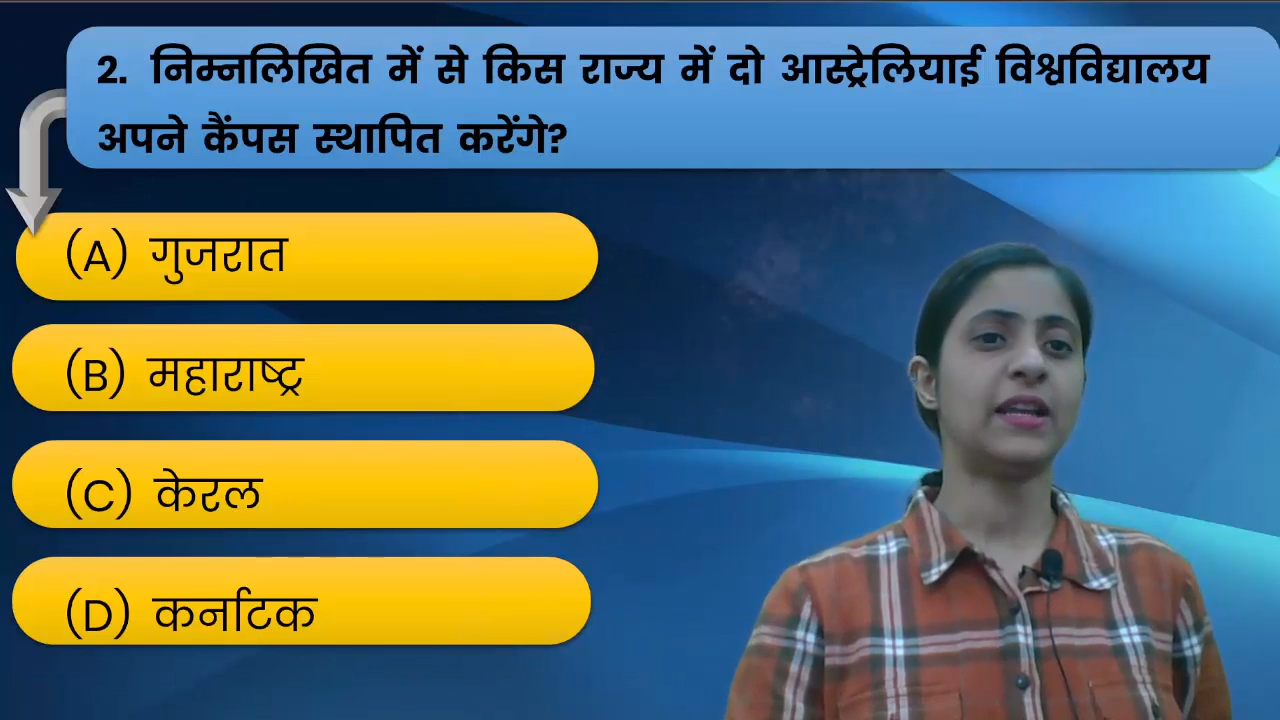 2. निम्नलिखित में से किस राज्य में दो आस्ट्रेलियाई विश्वविद्यालय
अपने कैंपस स्थापित करेंगे?
(A) गुजरात
(B) महाराष्ट्र
(C) केरल
(D) कर्नाटक